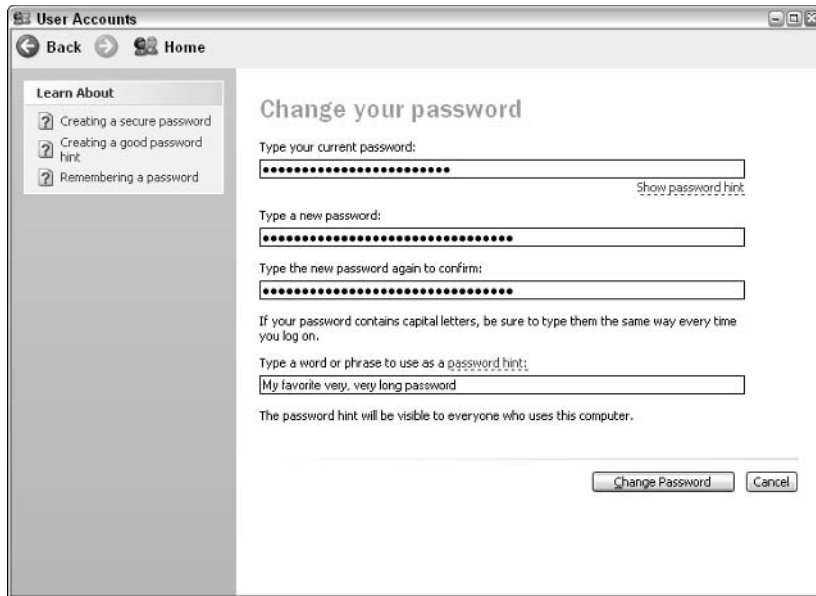 User Accounts
Back Home
Learn About
Creating a secure password
Creating a good password
hint
Remembering a password
Change your password
Type your current password:
●●●●●●●●●●●●●●●●●●●●●●●●
Show password hint
Type a new password:
●●●●●●●●●●●●●●●●●●●●●●●●●●●●●●●●
Type the new password again to confirm:
●●●●●●●●●●●●●●●●●●●●●●●●●●●●●●●●
If your password contains capital letters, be sure to type them the same way every time
you log on.
Type a word or phrase to use as a password hint:
My favorite very, very long password
The password hint will be visible to everyone who uses this computer.
Change Password Cancel